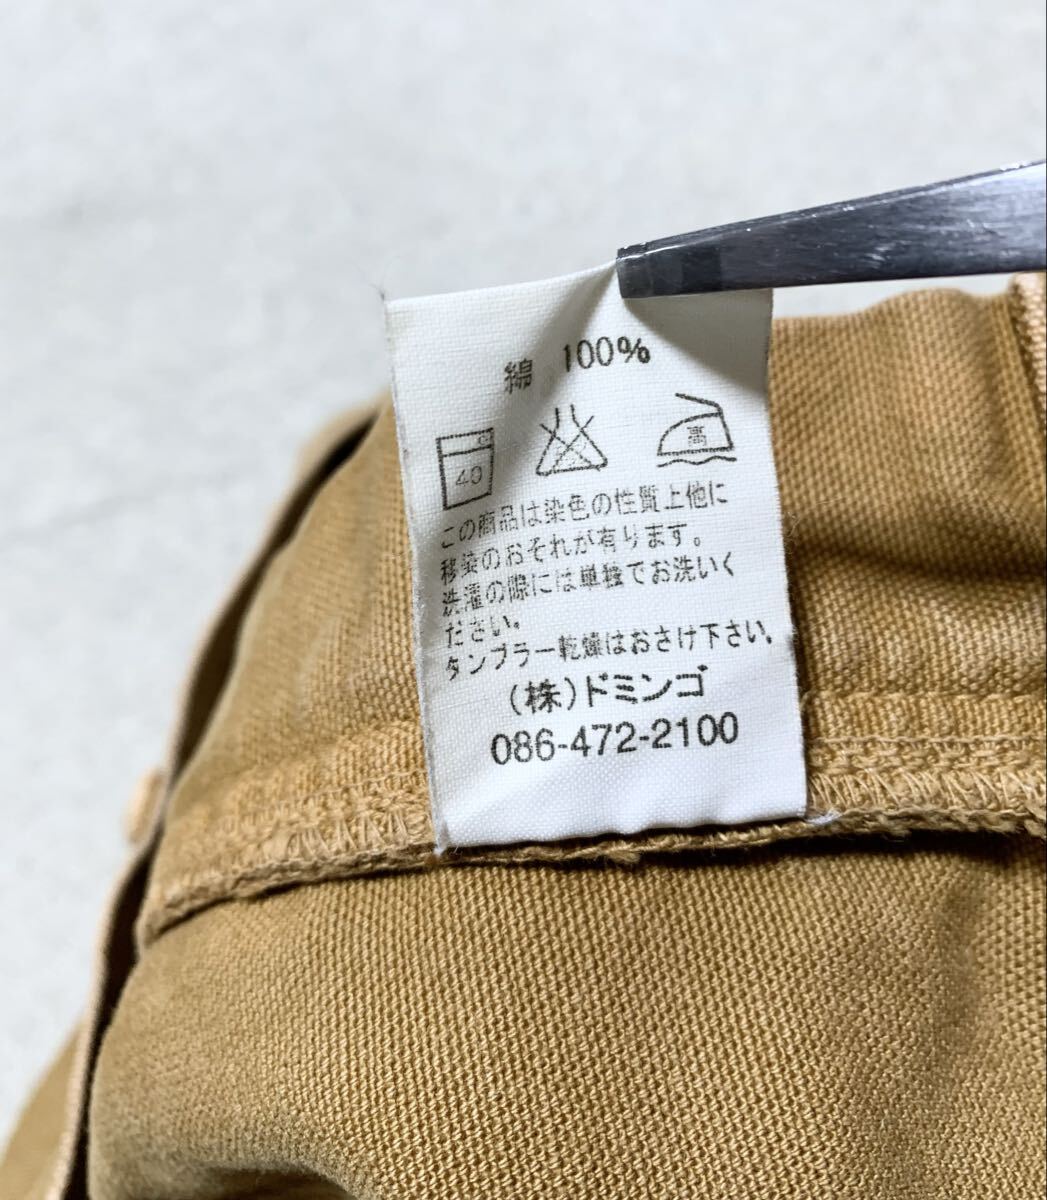 綿 100%
40
高
この商品は染色の性質上他に
移染のおそれが有ります。
洗濯の際には単独でお洗いく
ださい。
タンブラー乾燥はおさけ下さい。
(株)ドミンゴ
086-472-2100